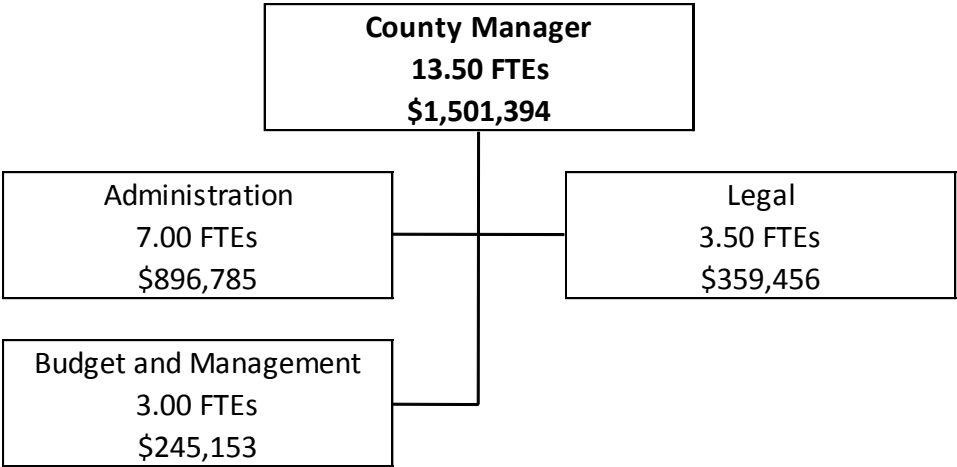 County Manager
13.50 FTEs
$1,501,394
Administration
7.00 FTEs
$896,785
Legal
3.50 FTEs
$359,456
Budget and Management
3.00 FTEs
$245,153